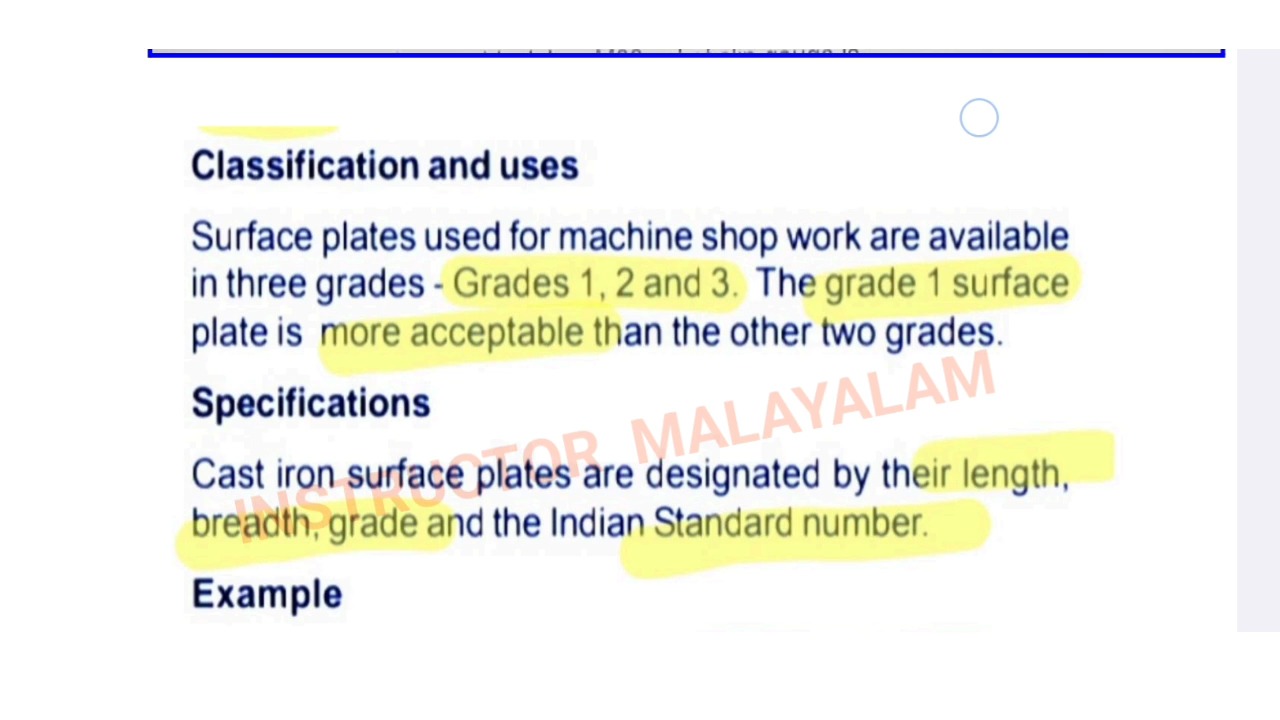 Classification and uses
Surface plates used for machine shop work are available
in three grades - Grades 1, 2 and 3. The grade 1 surface
plate is more acceptable than the other two grades.
Specifications
Cast iron surface plates are designated by their length,
breadth, grade and the Indian Standard number.
INSTRUCTOR MALAYALAM
Example